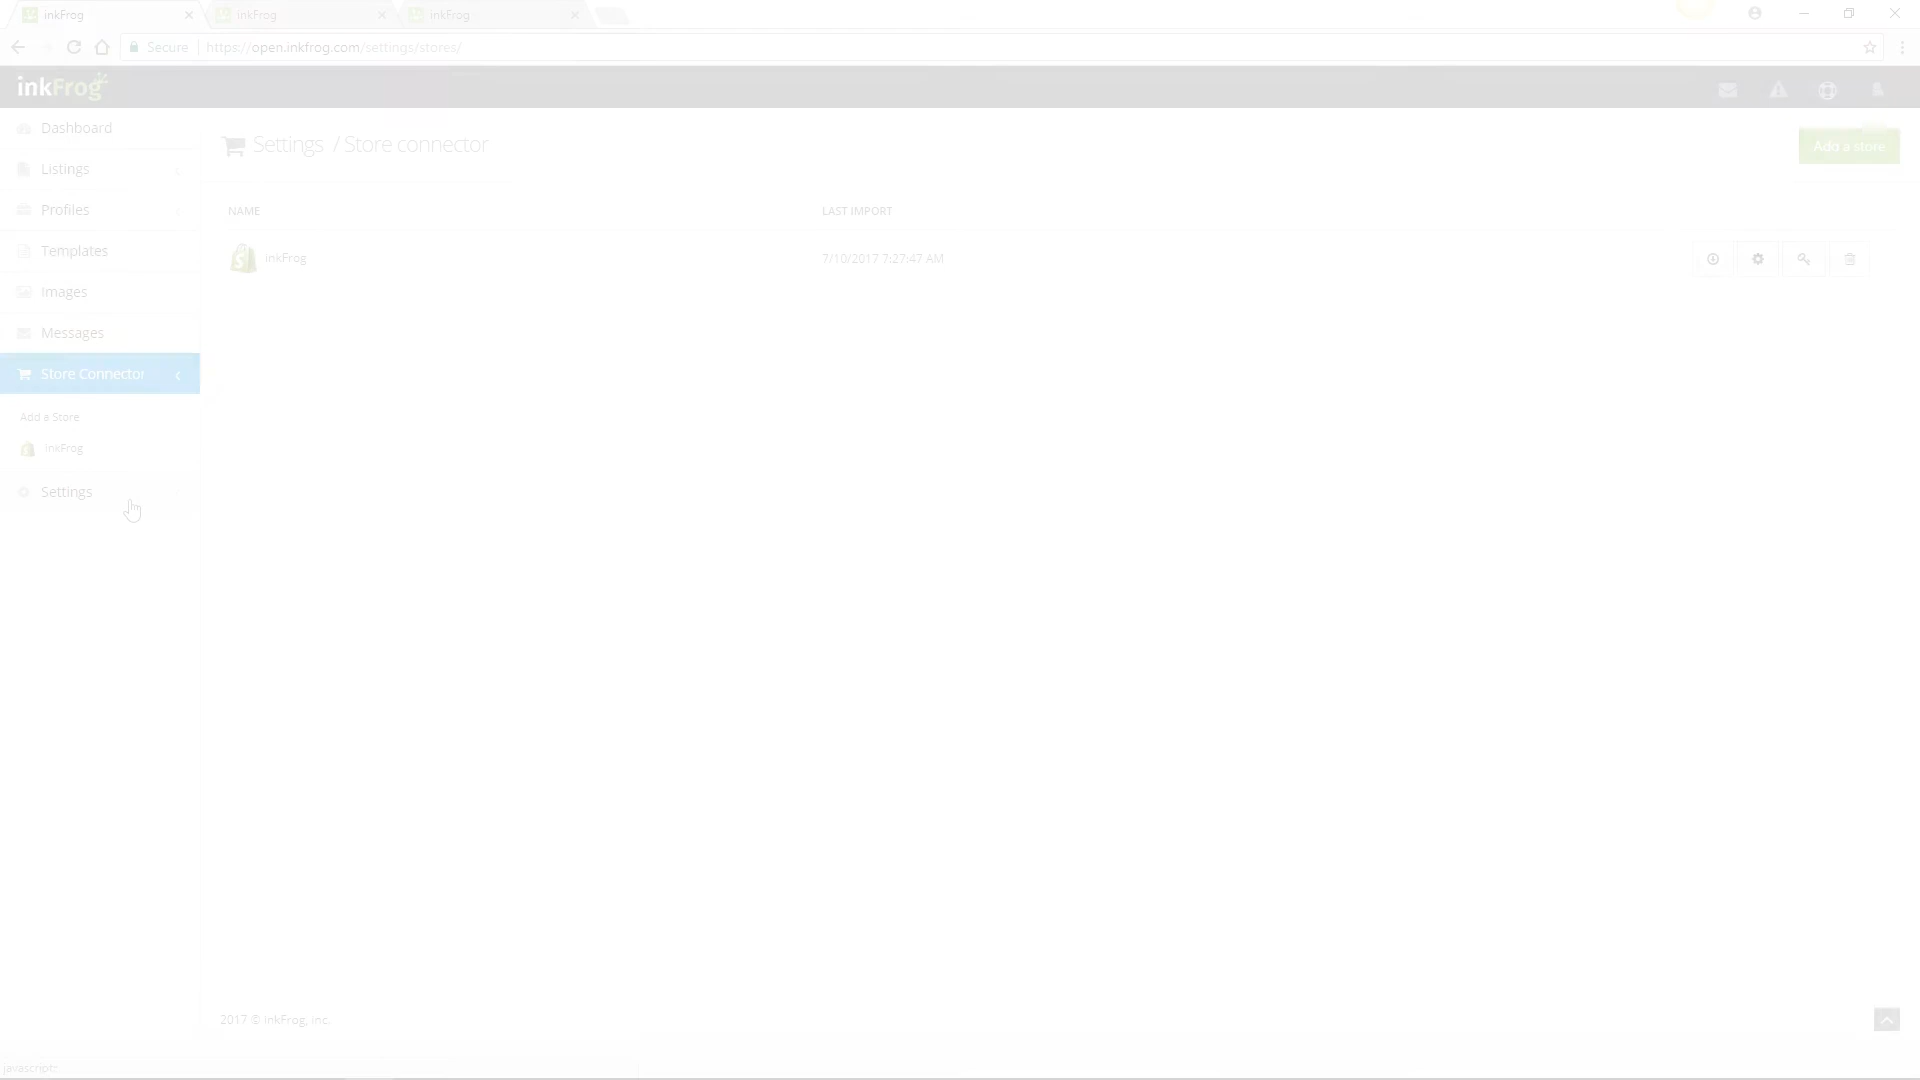 inkFrog
inkFrog
inkFrog
Secure https://open.inkfrog.com/settings/stores/
inkFrog
Dashboard
Listings
Profiles
Templates
Images
Messages
Store Connector
Add a Store
inkFrog
Settings
Settings / Store connector
Add a store
NAME LAST IMPORT
inkFrog 7/10/2017 7:27:47 AM
2017 © InkFrog, Inc.
javascript:;